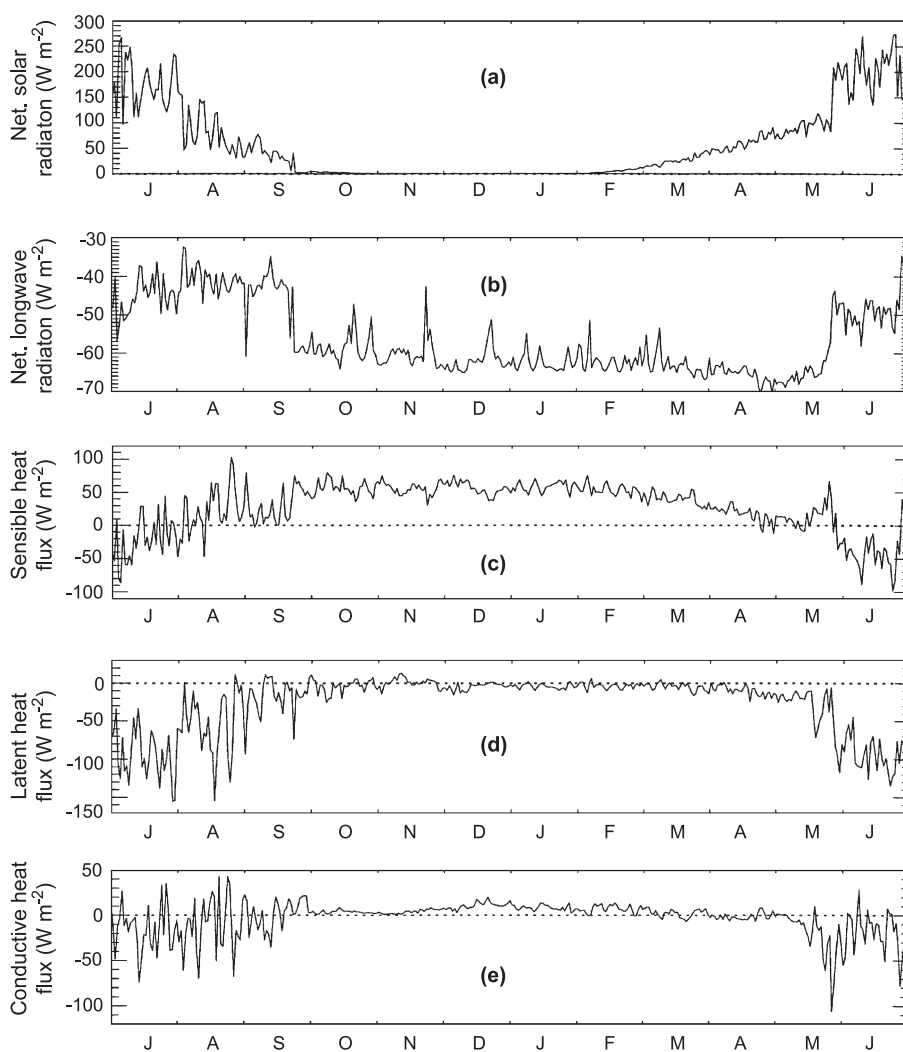 Net. solar
radiaton (W m-2)
300
250
200
150
100
50
0
(a)
J A S O N D J F M A M J
Net. longwave
radiaton (W m-2)
-30
-40
-50
-60
-70
(b)
J A S O N D J F M A M J
Sensible heat
flux (W m-2)
100
50
0
-50
-100
(c)
J A S O N D J F M A M J
Latent heat
flux (W m-2)
0
-50
-100
-150
(d)
J A S O N D J F M A M J
Conductive heat
flux (W m-2)
50
0
-50
-100
(e)
J A S O N D J F M A M J